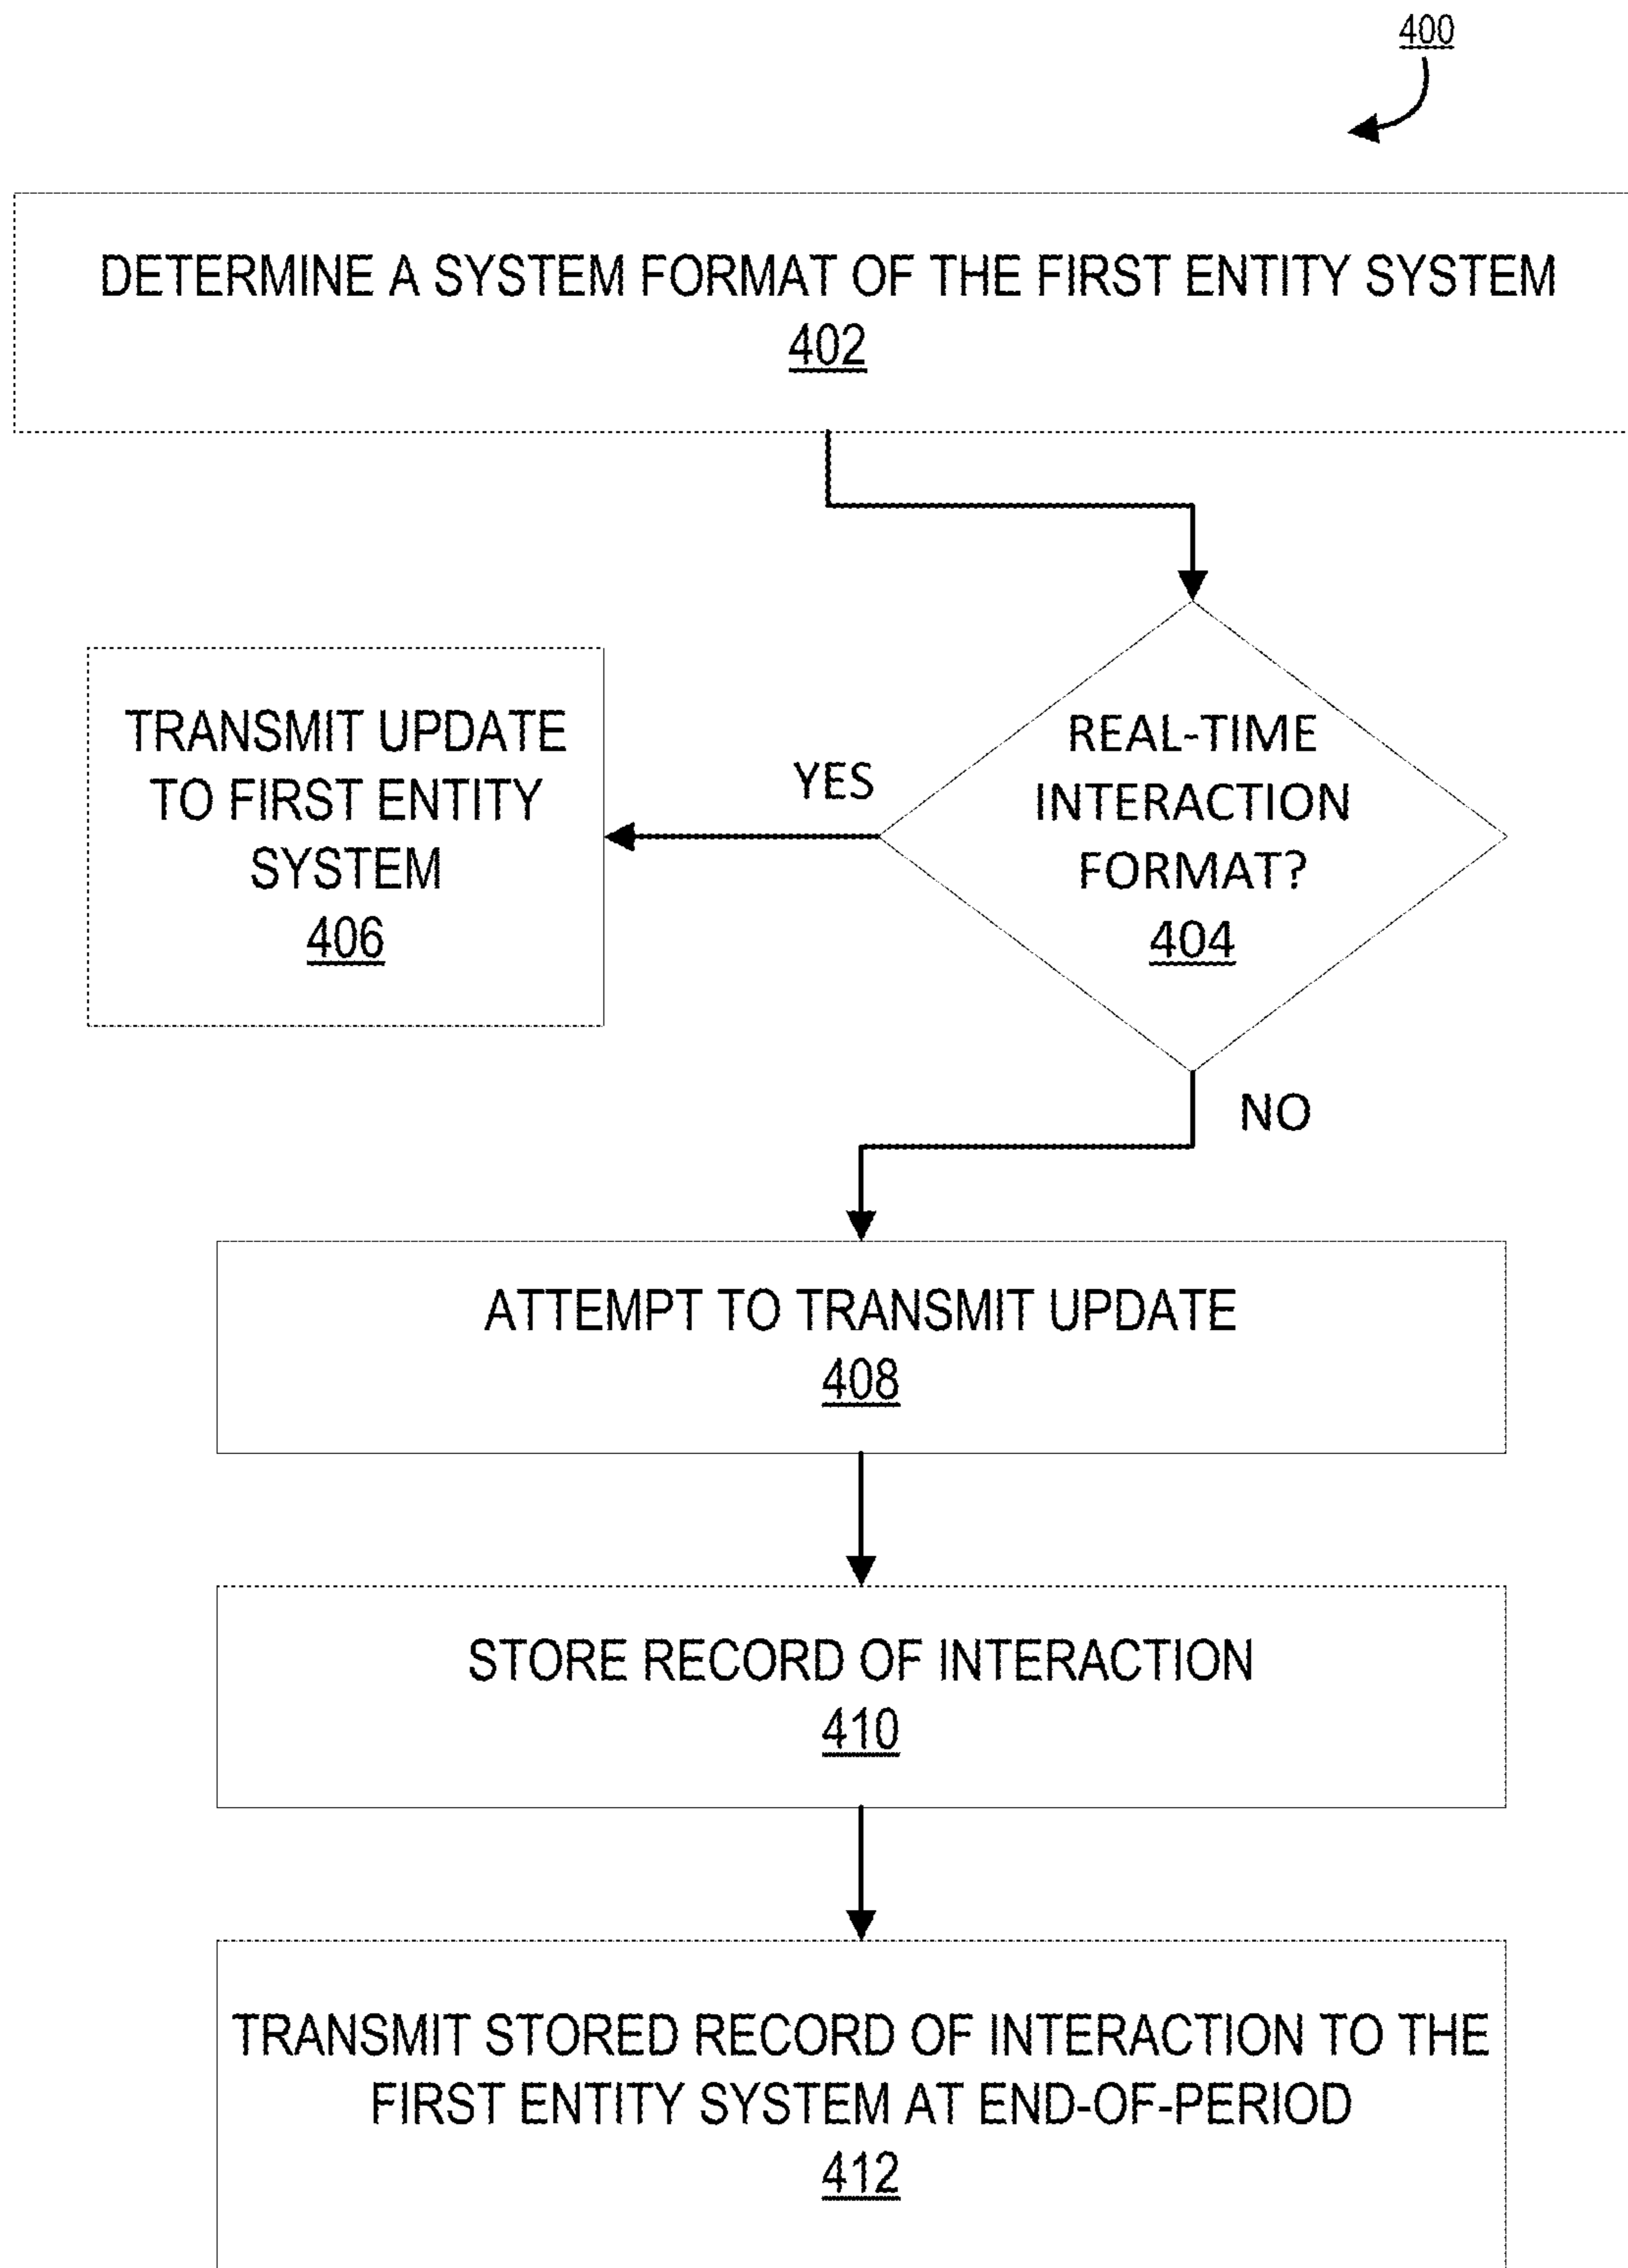 400
DETERMINE A SYSTEM FORMAT OF THE FIRST ENTITY SYSTEM
402
REAL-TIME
INTERACTION
FORMAT?
404
YES
TRANSMIT UPDATE
TO FIRST ENTITY
SYSTEM
406
NO
ATTEMPT TO TRANSMIT UPDATE
408
STORE RECORD OF INTERACTION
410
TRANSMIT STORED RECORD OF INTERACTION TO THE
FIRST ENTITY SYSTEM AT END-OF-PERIOD
412